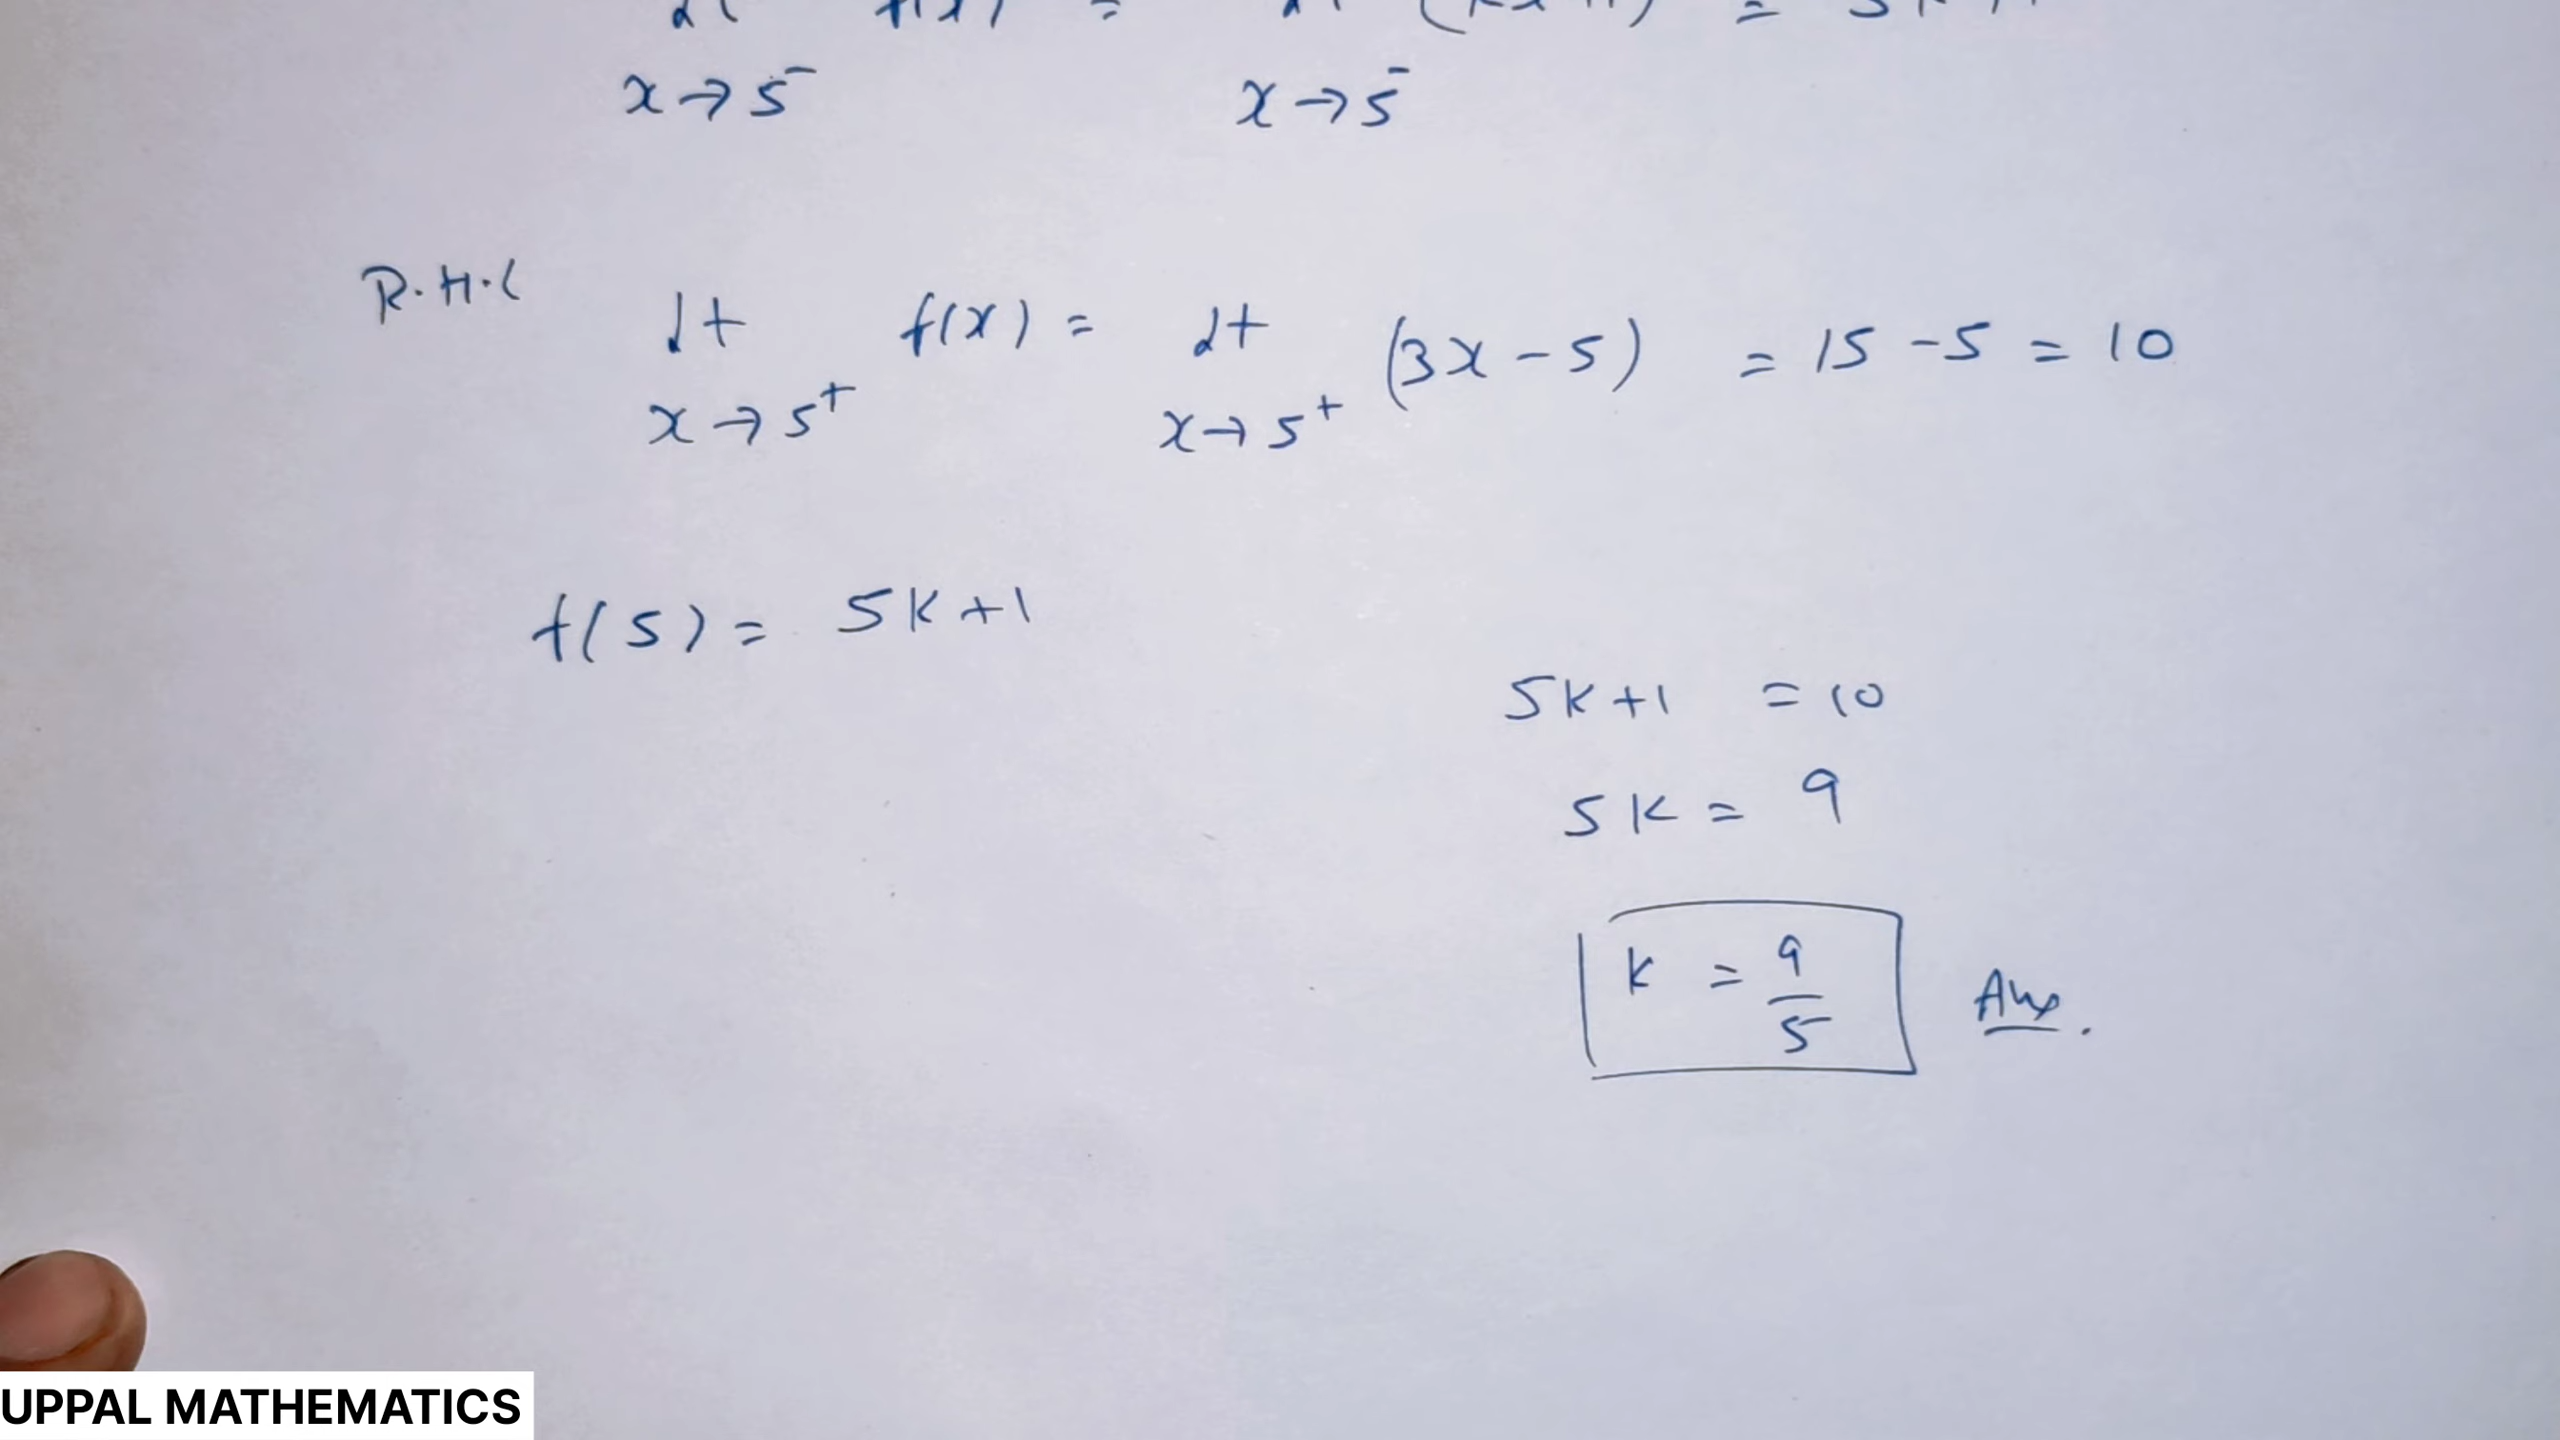 x→5⁻ x→5⁻
R.H.L
lt f(x) = lt (3x-5) = 15-5 = 10
x→5⁺ x→5⁺
f(5) = 5k+1
5k+1 = 10
5k = 9
k = 9/5 Ans.
UPPAL MATHEMATICS